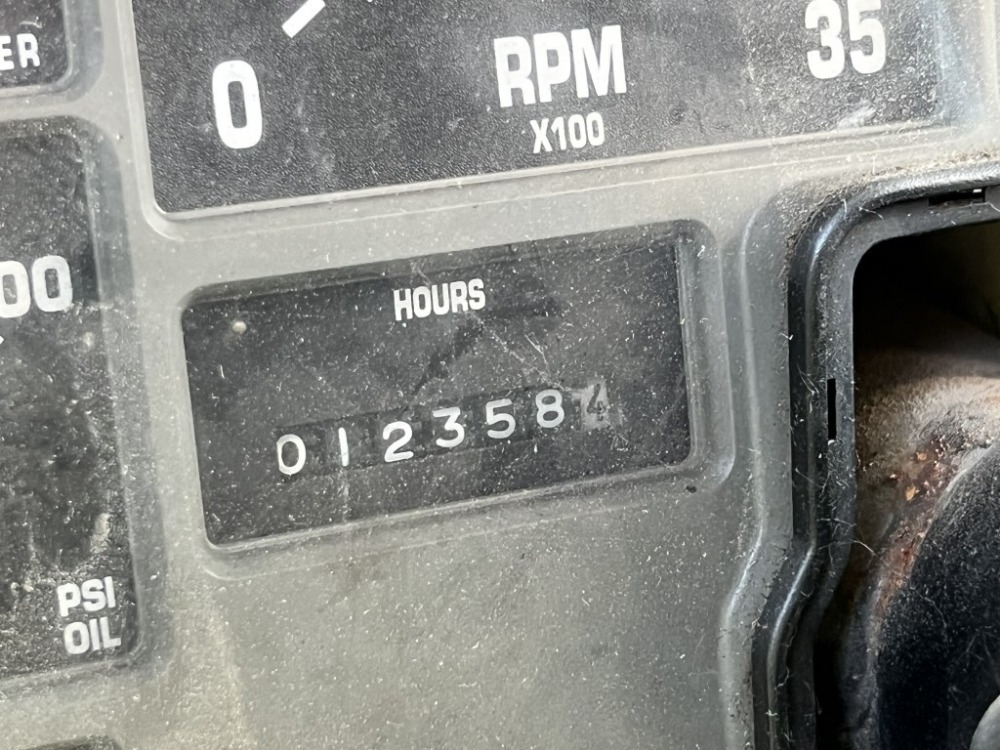 ER
0
RPM
35
X100
00
HOURS
0123584
PSI
OIL